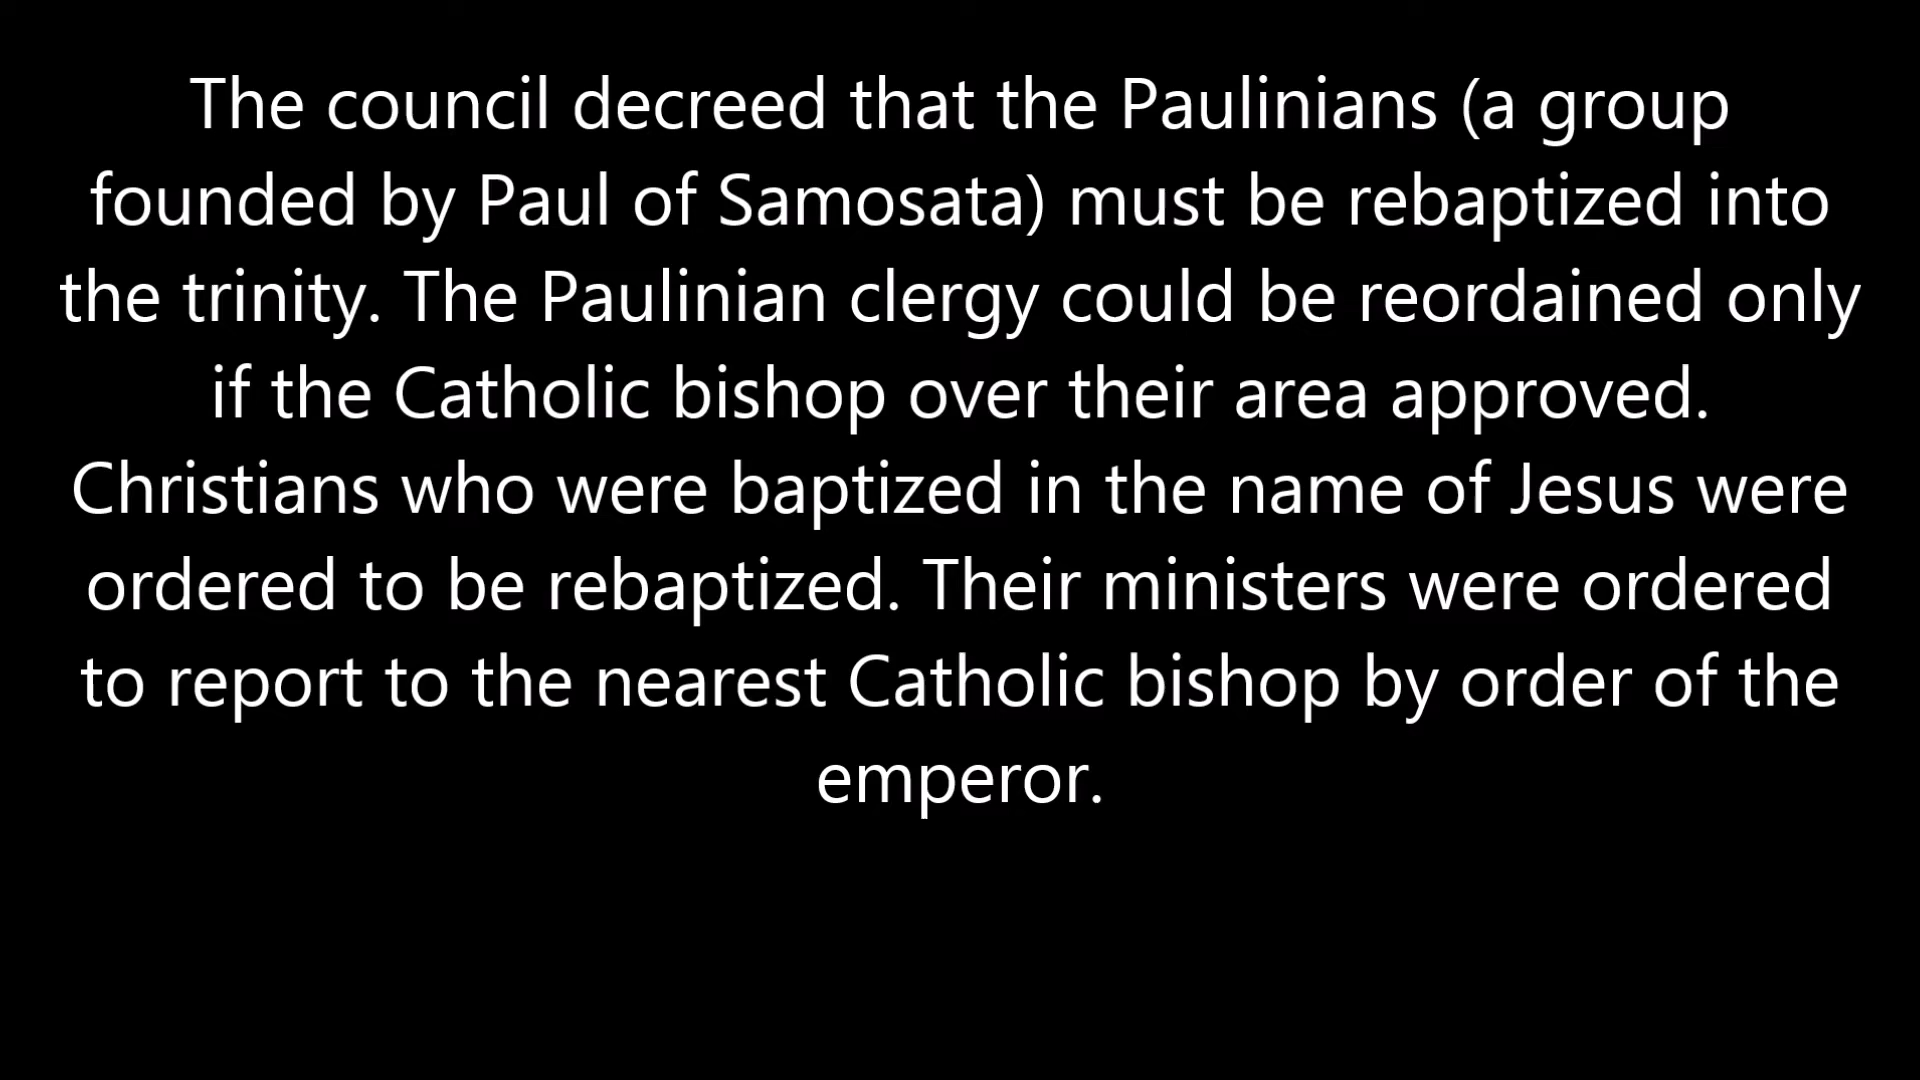 The council decreed that the Paulinians (a group
founded by Paul of Samosata) must be rebaptized into
the trinity. The Paulinian clergy could be reordained only
if the Catholic bishop over their area approved.
Christians who were baptized in the name of Jesus were
ordered to be rebaptized. Their ministers were ordered
to report to the nearest Catholic bishop by order of the
emperor.